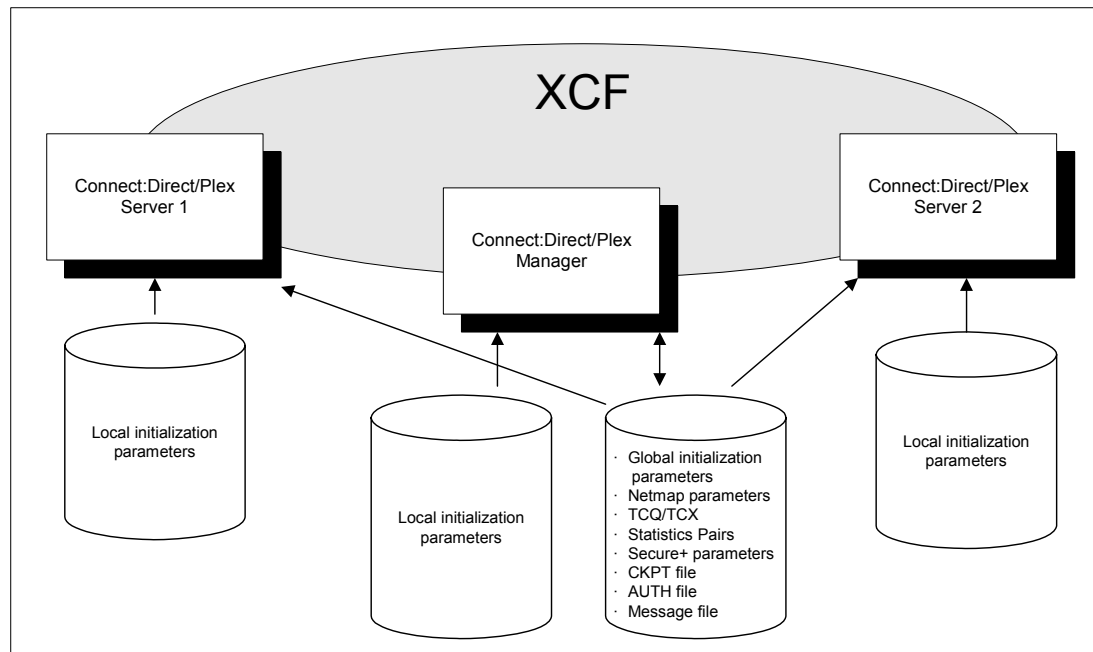 XCF
Connect:Direct/Plex
Server 1
Connect:Direct/Plex
Manager
Connect:Direct/Plex
Server 2
Local initialization
parameters
Local initialization
parameters
· Global initialization
parameters
· Netmap parameters
· TCQ/TCX
· Statistics Pairs
· Secure+ parameters
· CKPT file
· AUTH file
· Message file
Local initialization
parameters